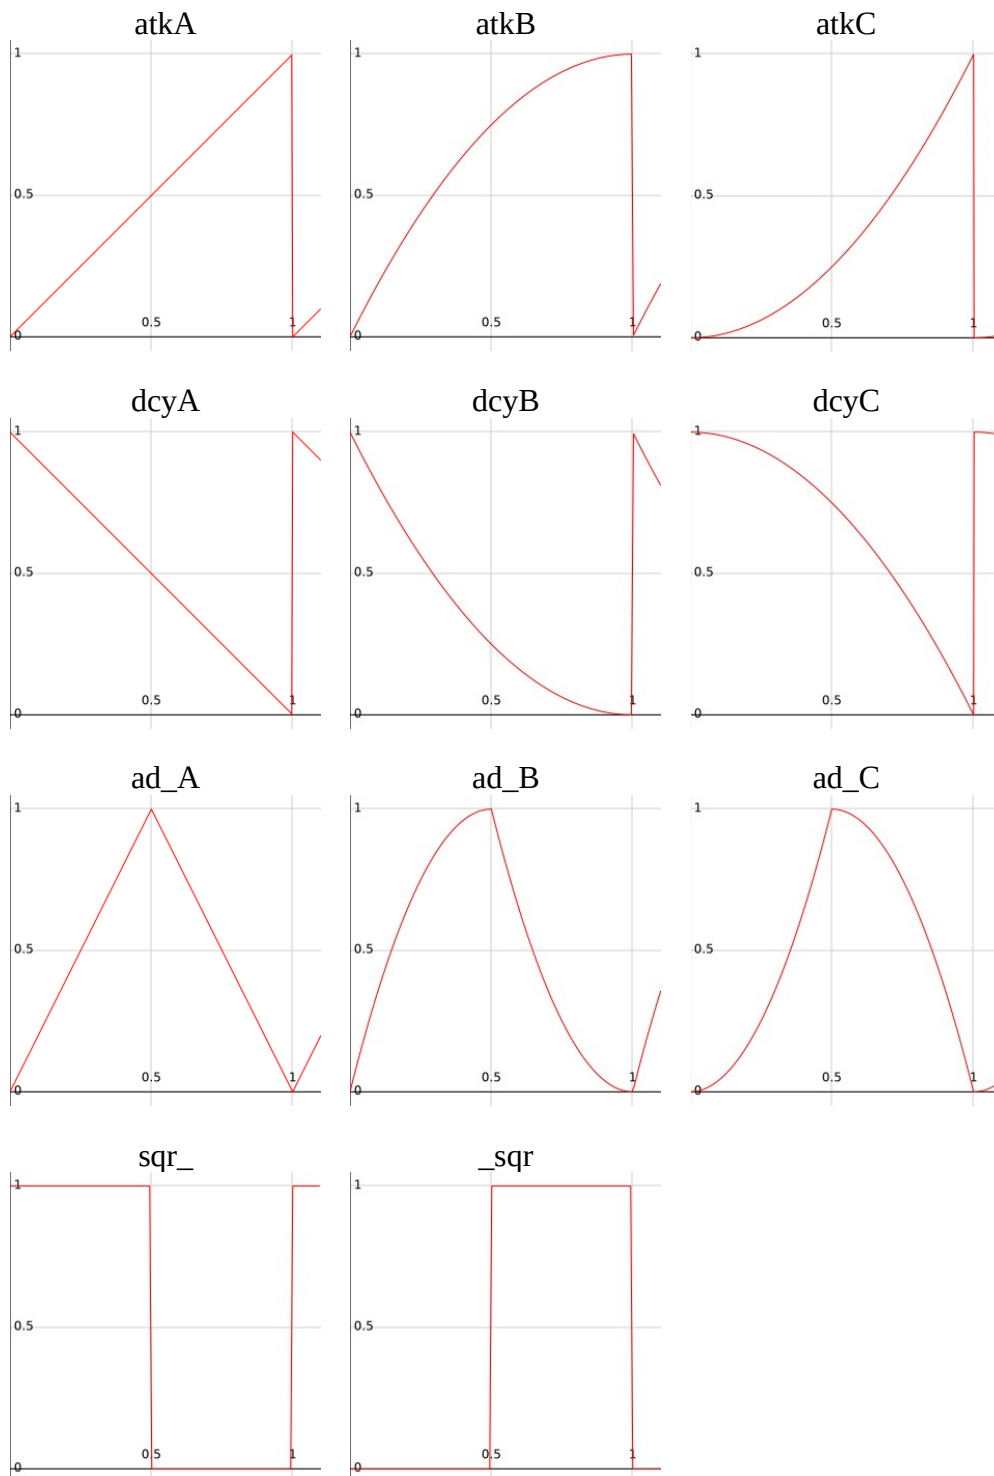 atkA atkB atkC
1 1 1
0.5 0.5 0.5
0.5 1 0.5 1 0.5 1
0 0 0
dcyA dcyB dcyC
1 1 1
0.5 0.5 0.5
0.5 1 0.5 1 0.5 1
0 0 0
ad_A ad_B ad_C
1 1 1
0.5 0.5 0.5
0.5 1 0.5 1 0.5 1
0 0 0
sqr_ _sqr
1 1
0.5 0.5
0.5 1 0.5 1
0 0